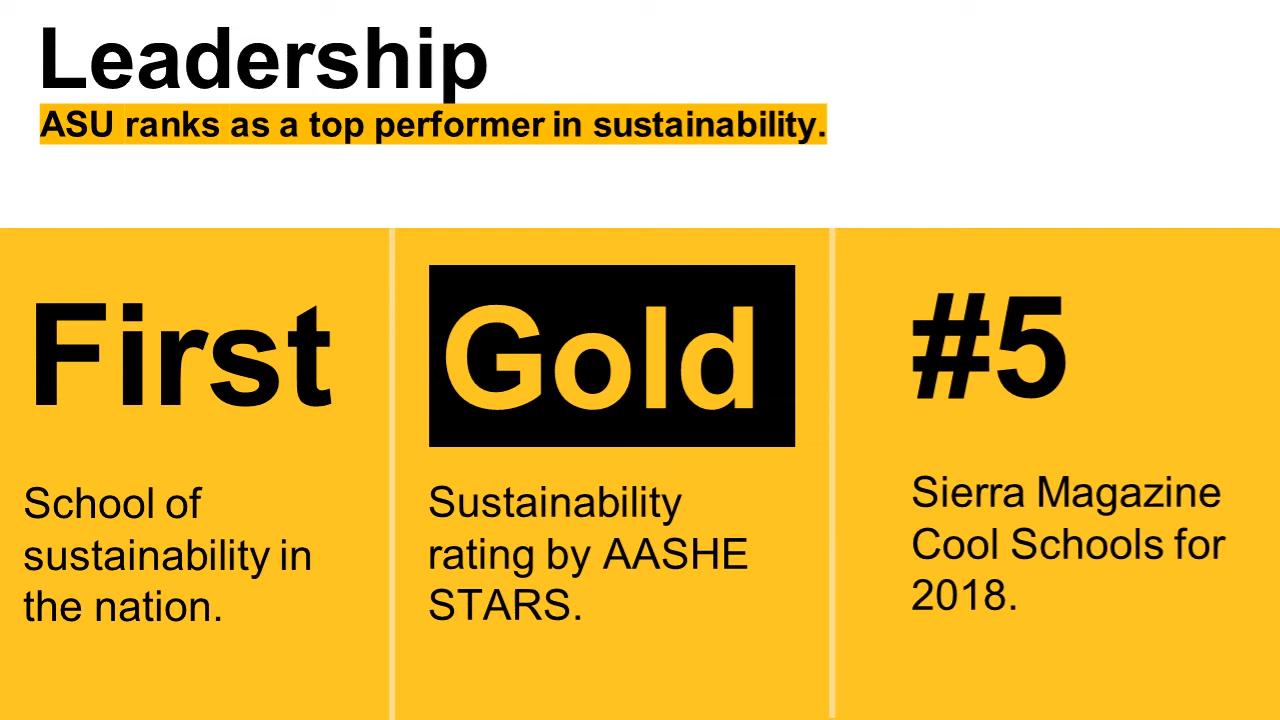 Leadership
ASU ranks as a top performer in sustainability.
First
School of
sustainability in
the nation.
Gold
Sustainability
rating by AASHE
STARS.
#5
Sierra Magazine
Cool Schools for
2018.